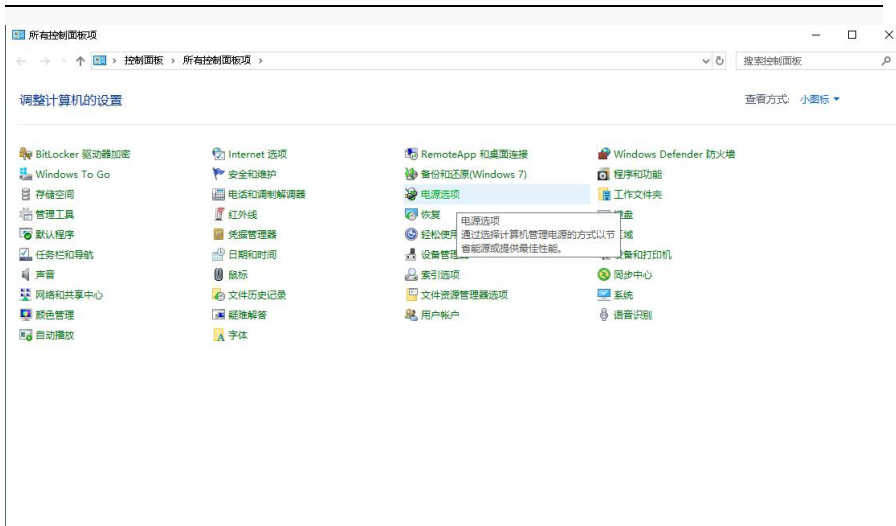 所有控制面板项
控制面板 › 所有控制面板项 ›
搜索控制面板
调整计算机的设置
查看方式: 小图标
BitLocker 驱动器加密
Internet 选项
RemoteApp 和桌面连接
Windows Defender 防火墙
Windows To Go
安全和维护
备份和还原(Windows 7)
程序和功能
存储空间
电话和调制解调器
电源选项
工作文件夹
管理工具
红外线
恢复
电源选项
通过选择计算机管理电源的方式以节
省能源或提供最佳性能。
默认程序
凭据管理器
轻松使用
任务栏和导航
日期和时间
设备管理
设备和打印机
声音
鼠标
索引选项
同步中心
网络和共享中心
文件历史记录
文件资源管理器选项
系统
颜色管理
疑难解答
用户帐户
语音识别
自动播放
字体